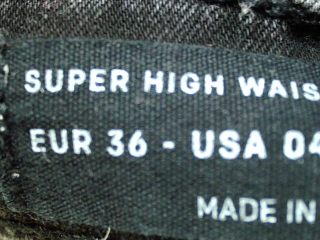 SUPER HIGH WAIS
EUR 36 - USA 04
MADE IN